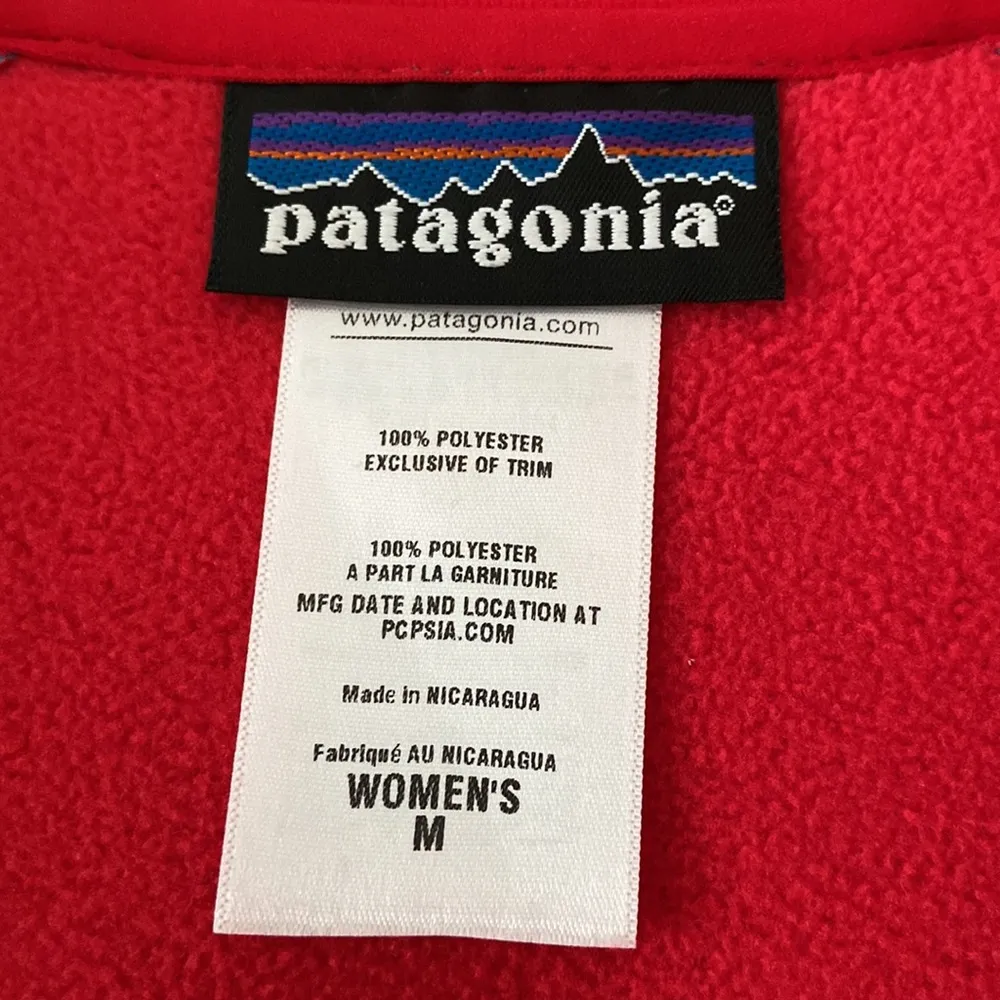 patagonia®
www.patagonia.com
100% POLYESTER
EXCLUSIVE OF TRIM
100% POLYESTER
A PART LA GARNITURE
MFG DATE AND LOCATION AT
PCPSIA.COM
Made in NICARAGUA
Fabriqué AU NICARAGUA
WOMEN'S
M